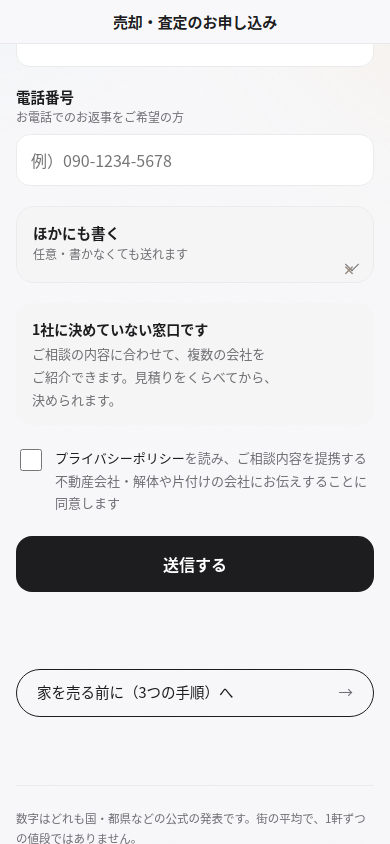 売却・査定のお申し込み
電話番号
お電話でのお返事をご希望の方
例）090-1234-5678
ほかにも書く
任意・書かなくても送れます
1社に決めていない窓口です
ご相談の内容に合わせて、複数の会社を
ご紹介できます。見積りをくらべてから、
決められます。
プライバシーポリシーを読み、ご相談内容を提携する
不動産会社・解体や片付けの会社にお伝えすることに
同意します
送信する
家を売る前に（3つの手順）へ →
数字はどれも国・都県などの公式の発表です。街の平均で、1軒ずつ
の値段ではありません。